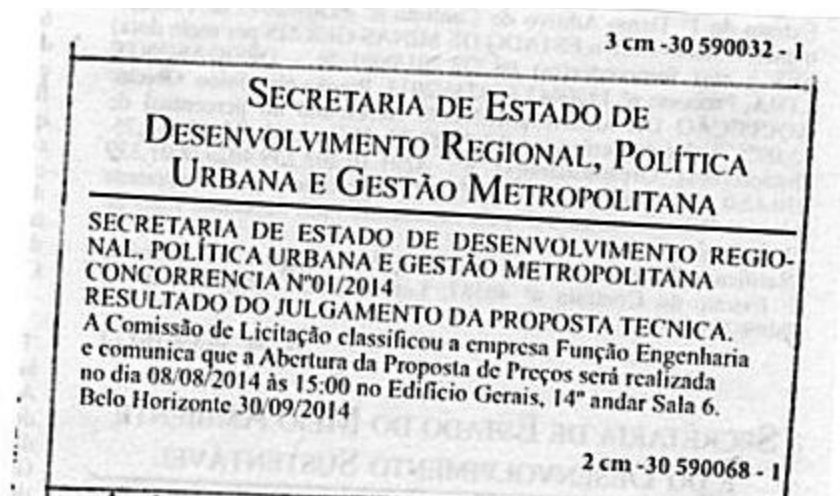 3 cm -30 590032 - 1
SECRETARIA DE ESTADO DE
DESENVOLVIMENTO REGIONAL, POLÍTICA
URBANA E GESTÃO METROPOLITANA
SECRETARIA DE ESTADO DE DESENVOLVIMENTO REGIO-
NAL, POLÍTICA URBANA E GESTÃO METROPOLITANA
CONCORRENCIA Nº01/2014
RESULTADO DO JULGAMENTO DA PROPOSTA TECNICA.
A Comissão de Licitação classificou a empresa Função Engenharia
e comunica que a Abertura da Proposta de Preços será realizada
no dia 08/08/2014 às 15:00 no Edifício Gerais, 14º andar Sala 6.
Belo Horizonte 30/09/2014
2 cm -30 590068 - 1